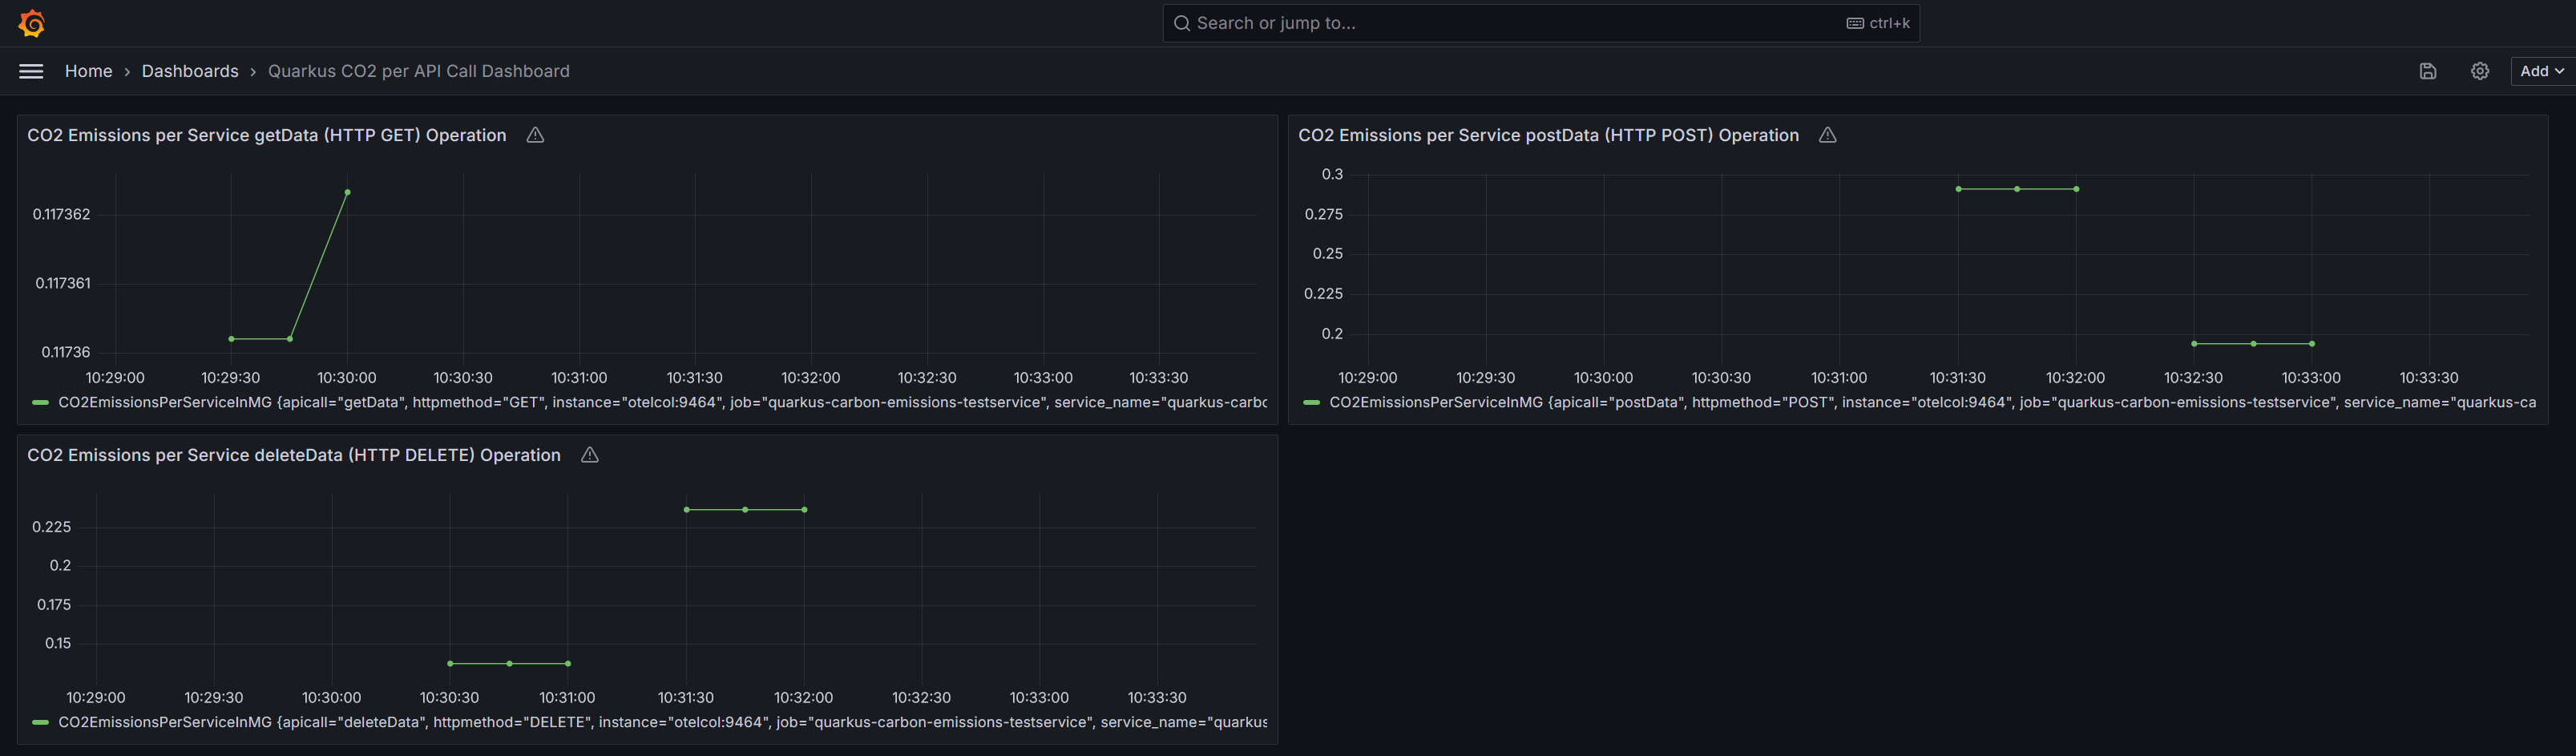 Search or jump to...
ctrl+k
Home › Dashboards › Quarkus CO2 per API Call Dashboard
Add
CO2 Emissions per Service getData (HTTP GET) Operation
0.117362
0.117361
0.11736
10:29:00 10:29:30 10:30:00 10:30:30 10:31:00 10:31:30 10:32:00 10:32:30 10:33:00 10:33:30
CO2EmissionsPerServiceInMG {apicall="getData", httpmethod="GET", instance="otelcol:9464", job="quarkus-carbon-emissions-testservice", service_name="quarkus-carbc
CO2 Emissions per Service postData (HTTP POST) Operation
0.3
0.275
0.25
0.225
0.2
10:29:00 10:29:30 10:30:00 10:30:30 10:31:00 10:31:30 10:32:00 10:32:30 10:33:00 10:33:30
CO2EmissionsPerServiceInMG {apicall="postData", httpmethod="POST", instance="otelcol:9464", job="quarkus-carbon-emissions-testservice", service_name="quarkus-ca
CO2 Emissions per Service deleteData (HTTP DELETE) Operation
0.225
0.2
0.175
0.15
10:29:00 10:29:30 10:30:00 10:30:30 10:31:00 10:31:30 10:32:00 10:32:30 10:33:00 10:33:30
CO2EmissionsPerServiceInMG {apicall="deleteData", httpmethod="DELETE", instance="otelcol:9464", job="quarkus-carbon-emissions-testservice", service_name="quarkus